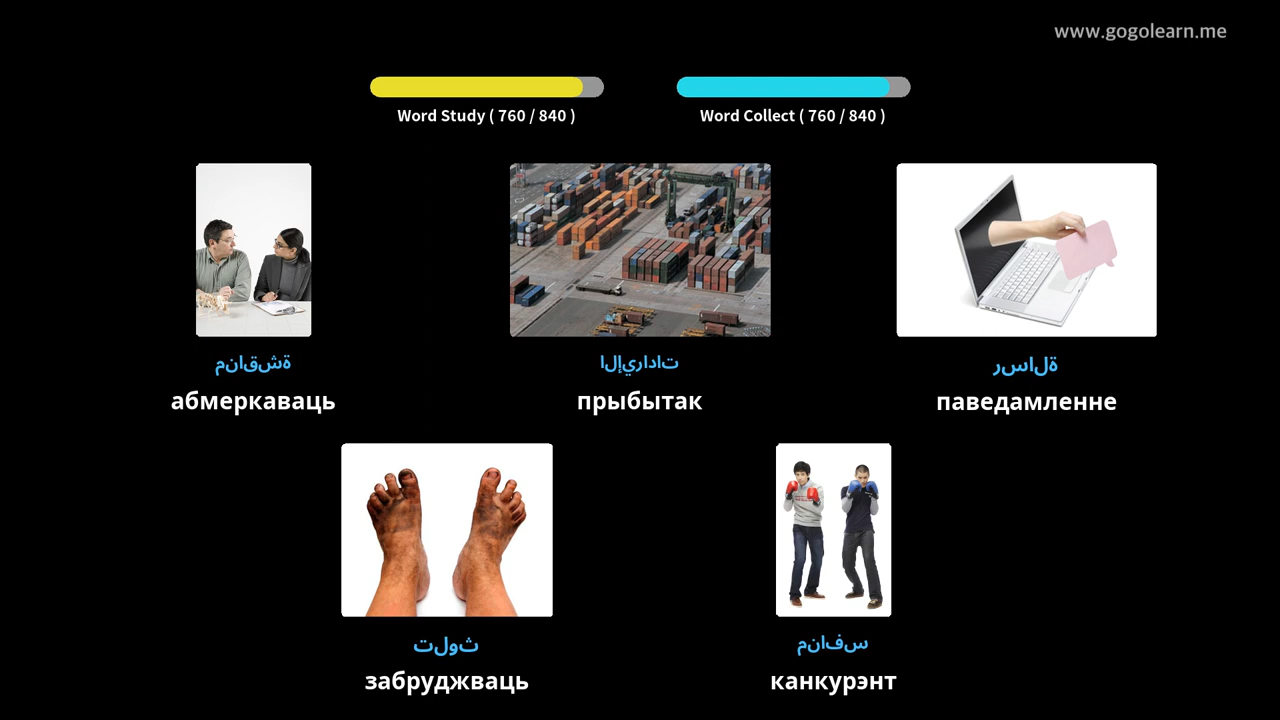 www.gogolearn.me
Word Study ( 760 / 840 )
Word Collect ( 760 / 840 )
مناقشة
الإيرادات
رسالة
абмеркаваць
прыбытак
паведамленне
تلوث
منافس
забруджваць
канкурэнт